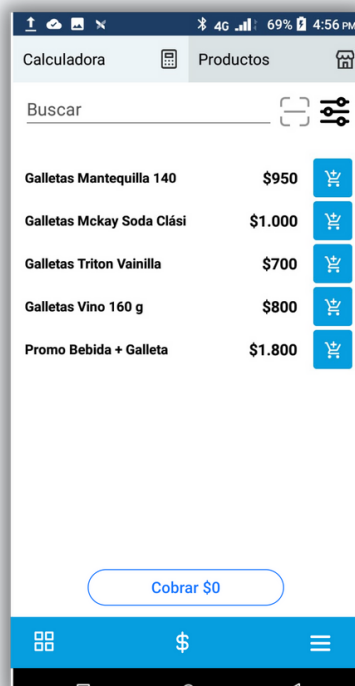 4G 69% 4:56 PM
Calculadora Productos
Buscar
Galletas Mantequilla 140 $950
Galletas Mckay Soda Clási $1.000
Galletas Triton Vainilla $700
Galletas Vino 160 g $800
Promo Bebida + Galleta $1.800
Cobrar $0
$